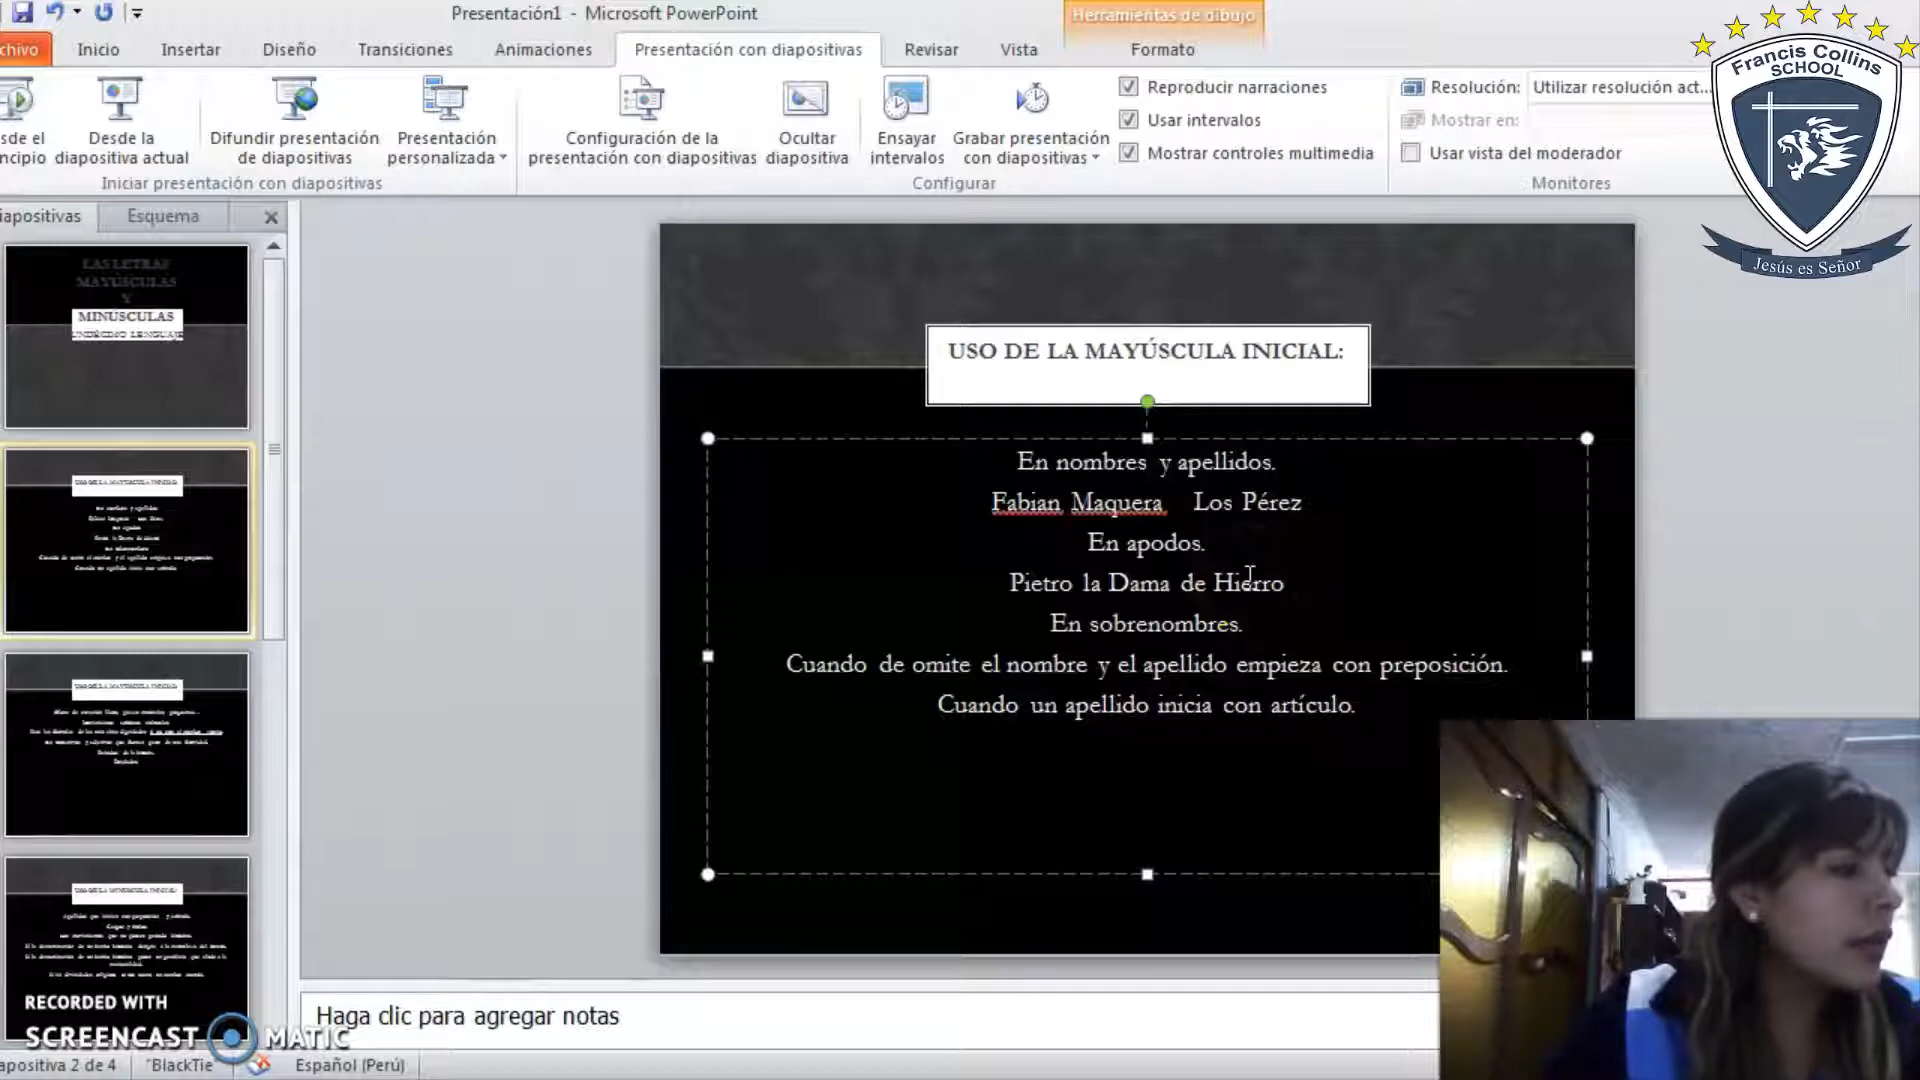 Presentación1 - Microsoft PowerPoint
Herramientas de dibujo
chivo
Inicio
Insertar
Diseño
Transiciones
Animaciones
Presentación con diapositivas
Revisar
Vista
Formato
sde el
ncipio
Desde la
diapositiva actual
Difundir presentación
de diapositivas
Presentación
personalizada
Configuración de la
presentación con diapositivas
Ocultar
diapositiva
Ensayar
intervalos
Grabar presentación
con diapositivas
Reproducir narraciones
Usar intervalos
Mostrar controles multimedia
Resolución:
Utilizar resolución act...
Mostrar en:
Usar vista del moderador
Iniciar presentación con diapositivas
Configurar
Monitores
Francis Collins
SCHOOL
Jesús es Señor
iapositivas
Esquema
LAS LETRAS
MAYÚSCULAS
Y
MINUSCULAS
UNDÉCIMO LENGUAJE
USO DE LA MAYÚSCULA INICIAL:
En nombres y apellidos.
Fabian Maquera Los Pérez
En apodos.
Pietro la Dama de Hierro
En sobrenombres.
Cuando de omite el nombre y el apellido empieza con preposición.
Cuando un apellido inicia con artículo.
Haga clic para agregar notas
RECORDED WITH
SCREENCAST MATIC
apositiva 2 de 4
"BlackTie"
Español (Perú)